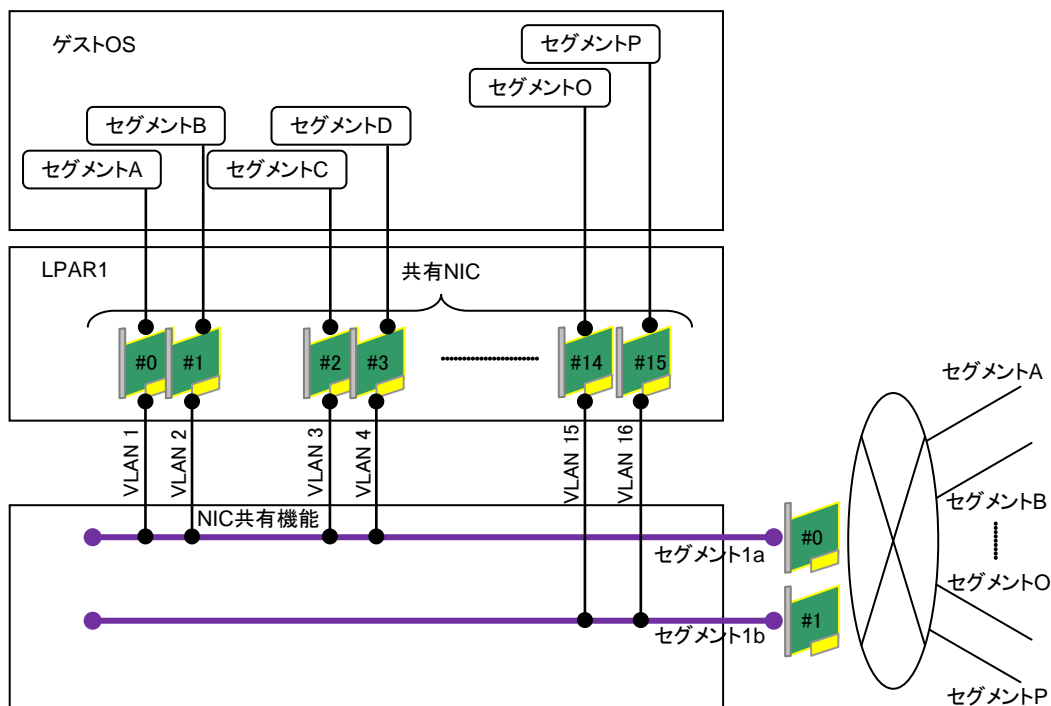 ゲストOS
セグメントP
セグメントO
セグメントB
セグメントD
セグメントA
セグメントC
LPAR1
共有NIC
#0
#1
#2
#3
#14
#15
VLAN 1
VLAN 2
VLAN 3
VLAN 4
VLAN 15
VLAN 16
NIC共有機能
セグメント1a
#0
セグメント1b
#1
セグメントA
セグメントB
セグメントO
セグメントP